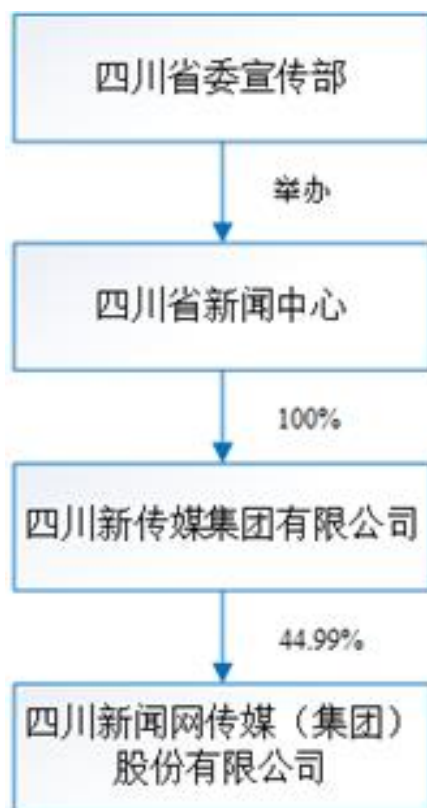 四川省委宣传部
举办
四川省新闻中心
100%
四川新传媒集团有限公司
44.99%
四川新闻网传媒（集团）
股份有限公司